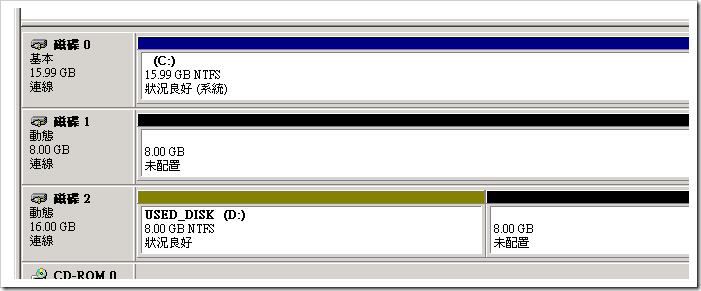 磁碟 0
基本
15.99 GB
連線
(C:)
15.99 GB NTFS
狀況良好 (系統)
磁碟 1
動態
8.00 GB
連線
8.00 GB
未配置
磁碟 2
動態
16.00 GB
連線
USED_DISK (D:)
8.00 GB NTFS
狀況良好
8.00 GB
未配置
CD-ROM 0